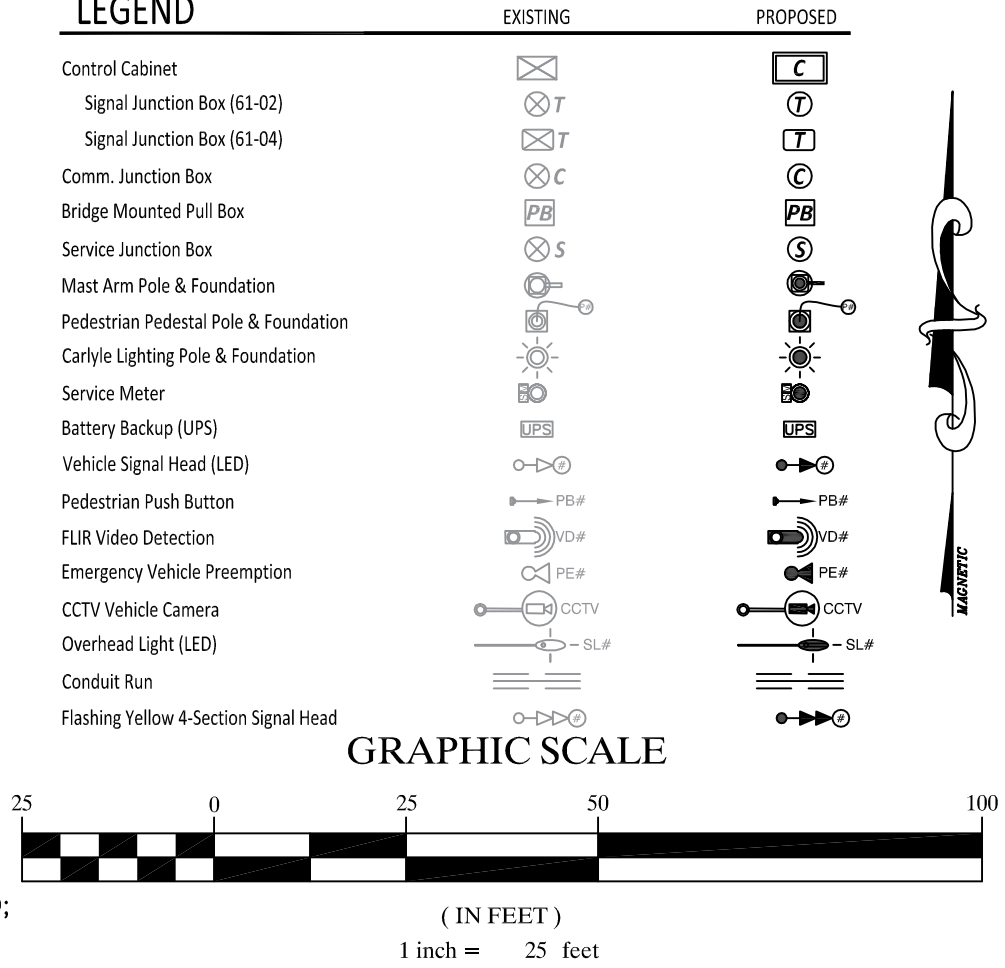 LEGEND EXISTING PROPOSED
Control Cabinet C
Signal Junction Box (61-02) T T
Signal Junction Box (61-04) T T
Comm. Junction Box C C
Bridge Mounted Pull Box PB PB
Service Junction Box S S
Mast Arm Pole & Foundation
Pedestrian Pedestal Pole & Foundation P# P#
Carlyle Lighting Pole & Foundation
Service Meter
Battery Backup (UPS) UPS UPS
Vehicle Signal Head (LED) # #
Pedestrian Push Button PB# PB#
FLIR Video Detection VD# VD#
Emergency Vehicle Preemption PE# PE#
CCTV Vehicle Camera CCTV CCTV
Overhead Light (LED) SL# SL#
Conduit Run
Flashing Yellow 4-Section Signal Head # #
MAGNETIC
GRAPHIC SCALE
25 0 25 50 100
( IN FEET )
1 inch = 25 feet